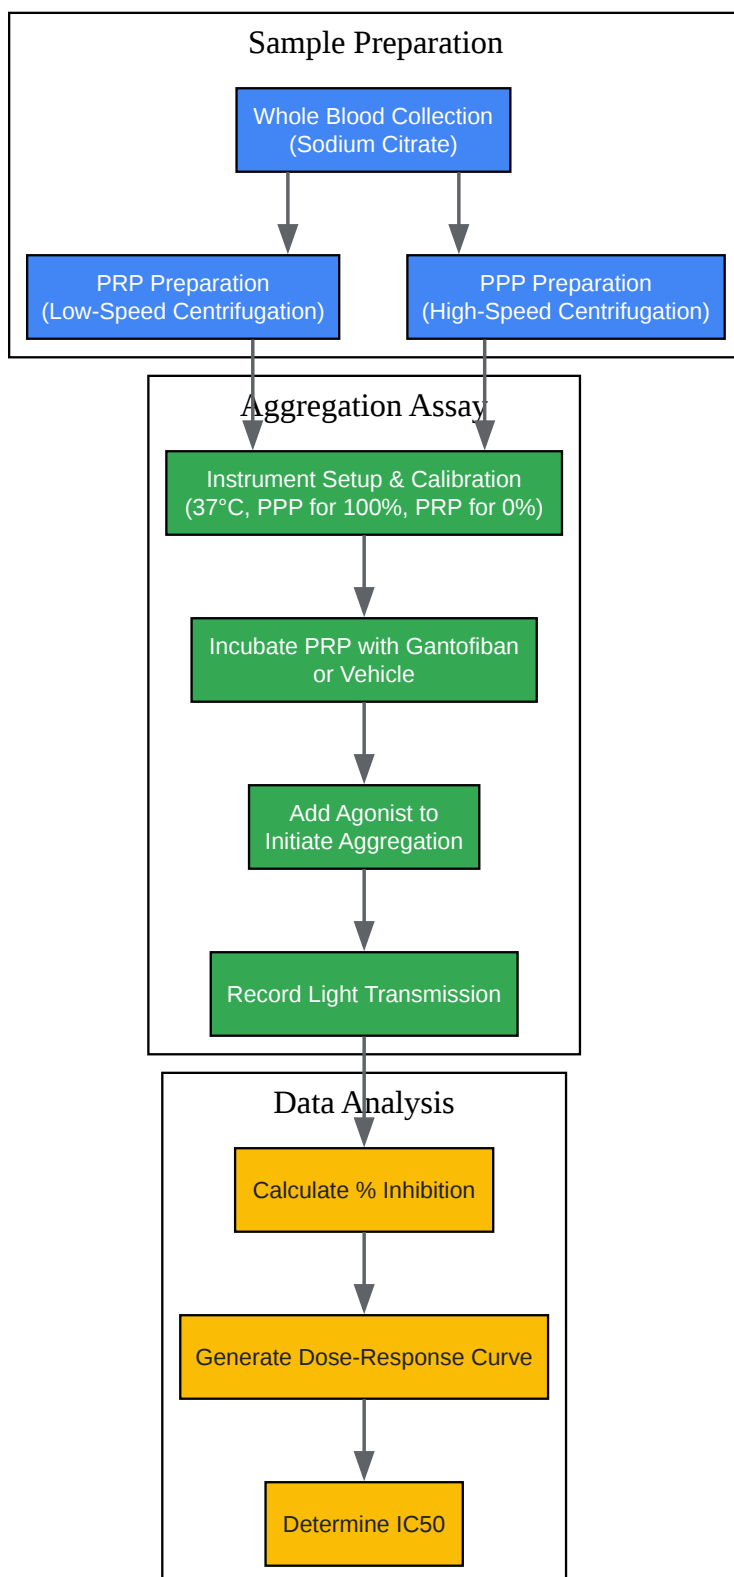 Sample Preparation
Whole Blood Collection
(Sodium Citrate)
PRP Preparation
(Low-Speed Centrifugation)
PPP Preparation
(High-Speed Centrifugation)
Aggregation Assay
Instrument Setup & Calibration
(37°C, PPP for 100%, PRP for 0%)
Incubate PRP with Gantofiban
or Vehicle
Add Agonist to
Initiate Aggregation
Record Light Transmission
Data Analysis
Calculate % Inhibition
Generate Dose-Response Curve
Determine IC50